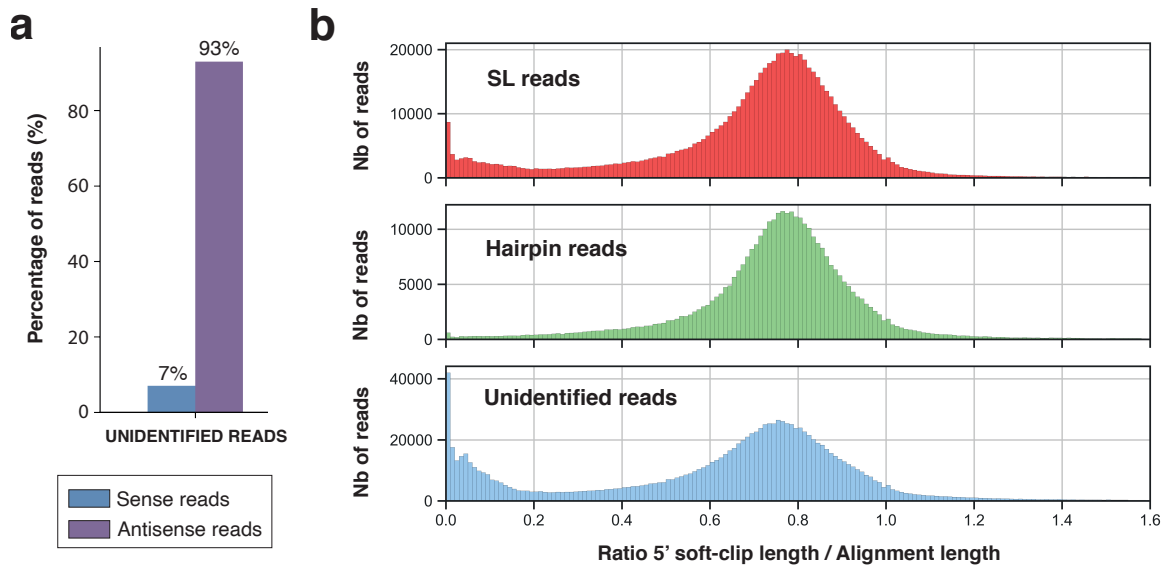 a
93%
80
60
40
20
0
7%
Percentage of reads (%)
UNIDENTIFIED READS
Sense reads
Antisense reads
b
20000
10000
0
Nb of reads
SL reads
10000
5000
0
Nb of reads
Hairpin reads
40000
20000
0
Nb of reads
Unidentified reads
0.0 0.2 0.4 0.6 0.8 1.0 1.2 1.4 1.6
Ratio 5' soft-clip length / Alignment length